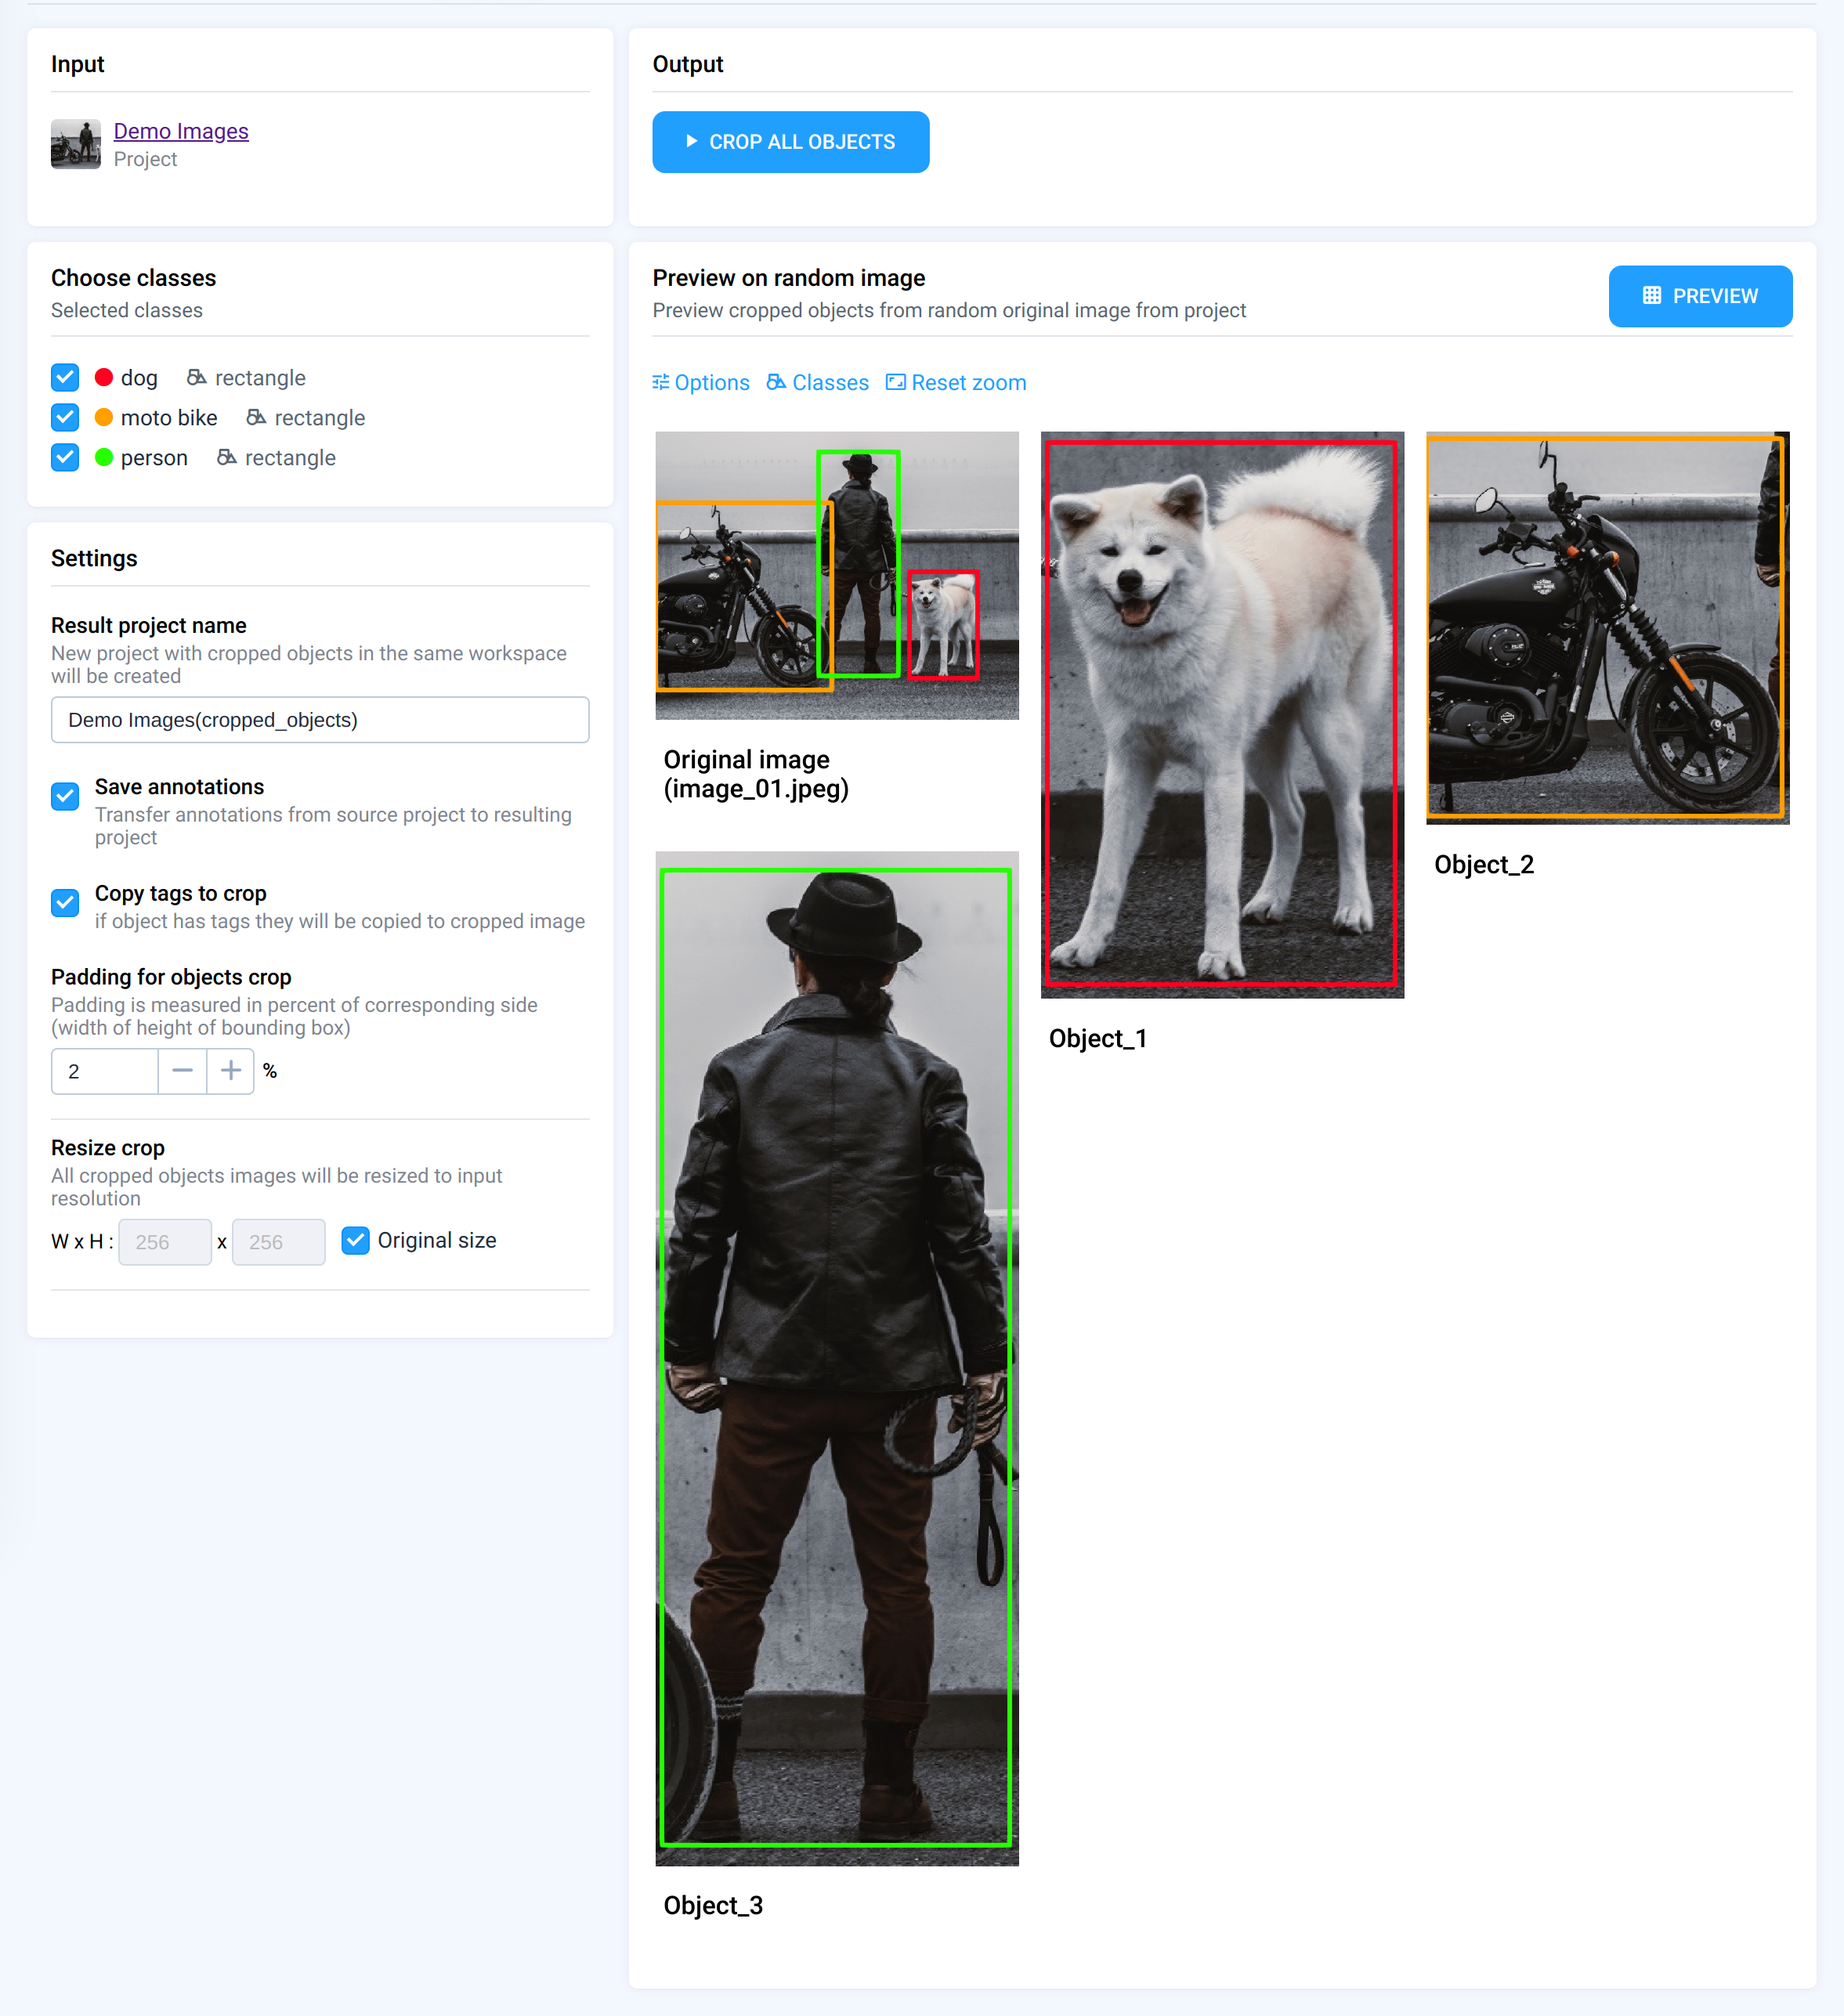 Input
Demo Images
Project
Output
CROP ALL OBJECTS
Choose classes
Selected classes
dog rectangle
moto bike rectangle
person rectangle
Settings
Result project name
New project with cropped objects in the same workspace
will be created
Demo Images(cropped_objects)
Save annotations
Transfer annotations from source project to resulting
project
Copy tags to crop
if object has tags they will be copied to cropped image
Padding for objects crop
Padding is measured in percent of corresponding side
(width of height of bounding box)
2 %
Resize crop
All cropped objects images will be resized to input
resolution
W x H : 256 x 256 Original size
Preview on random image
Preview cropped objects from random original image from project
PREVIEW
Options Classes Reset zoom
Original image
(image_01.jpeg)
Object_1
Object_2
Object_3